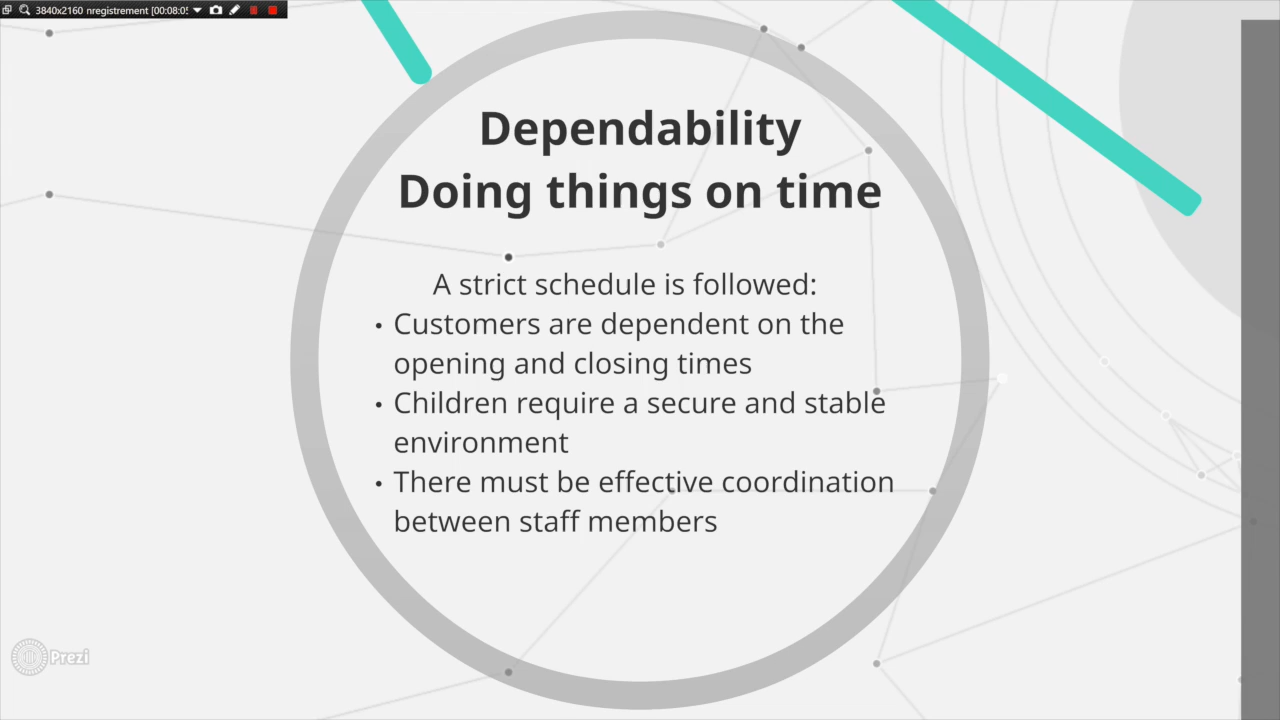 3840x2160 nregistrement [00:08:0
Dependability
Doing things on time
A strict schedule is followed:
• Customers are dependent on the
opening and closing times
• Children require a secure and stable
environment
• There must be effective coordination
between staff members
Prezi